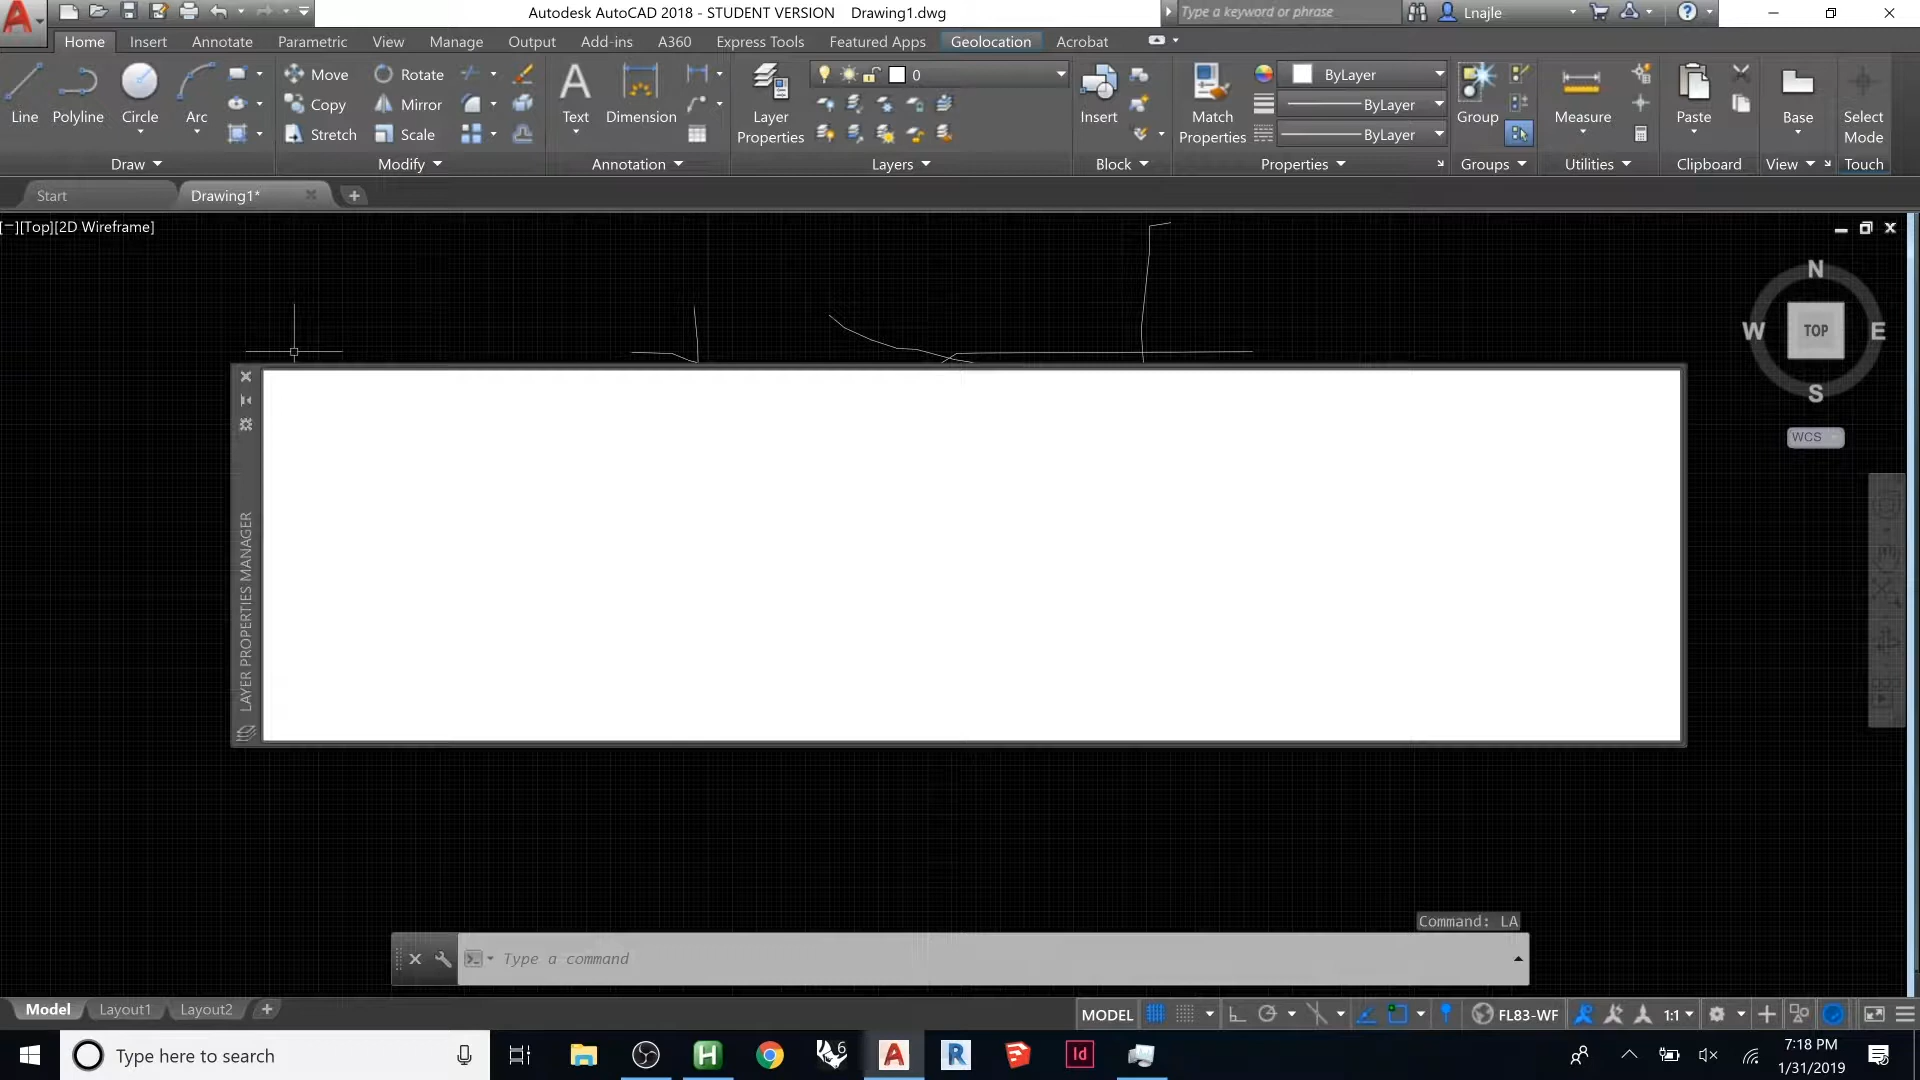 Autodesk AutoCAD 2018 - STUDENT VERSION Drawing1.dwg
Type a keyword or phrase
Lnajle
Home Insert Annotate Parametric View Manage Output Add-ins A360 Express Tools Featured Apps Geolocation Acrobat
Line
Polyline
Circle
Arc
Draw
Move
Copy
Stretch
Rotate
Mirror
Scale
Modify
Text
Dimension
Annotation
Layer
Properties
0
Layers
Insert
Block
Match
Properties
ByLayer
ByLayer
ByLayer
Properties
Group
Groups
Measure
Utilities
Paste
Clipboard
Base
View
Select
Mode
Touch
Start
Drawing1*
[−][Top][2D Wireframe]
N
W
TOP
E
S
WCS
LAYER PROPERTIES MANAGER
Command: LA
Type a command
Model
Layout1
Layout2
MODEL
FL83-WF
1:1
Type here to search
H
6
A
R
Id
7:18 PM
1/31/2019